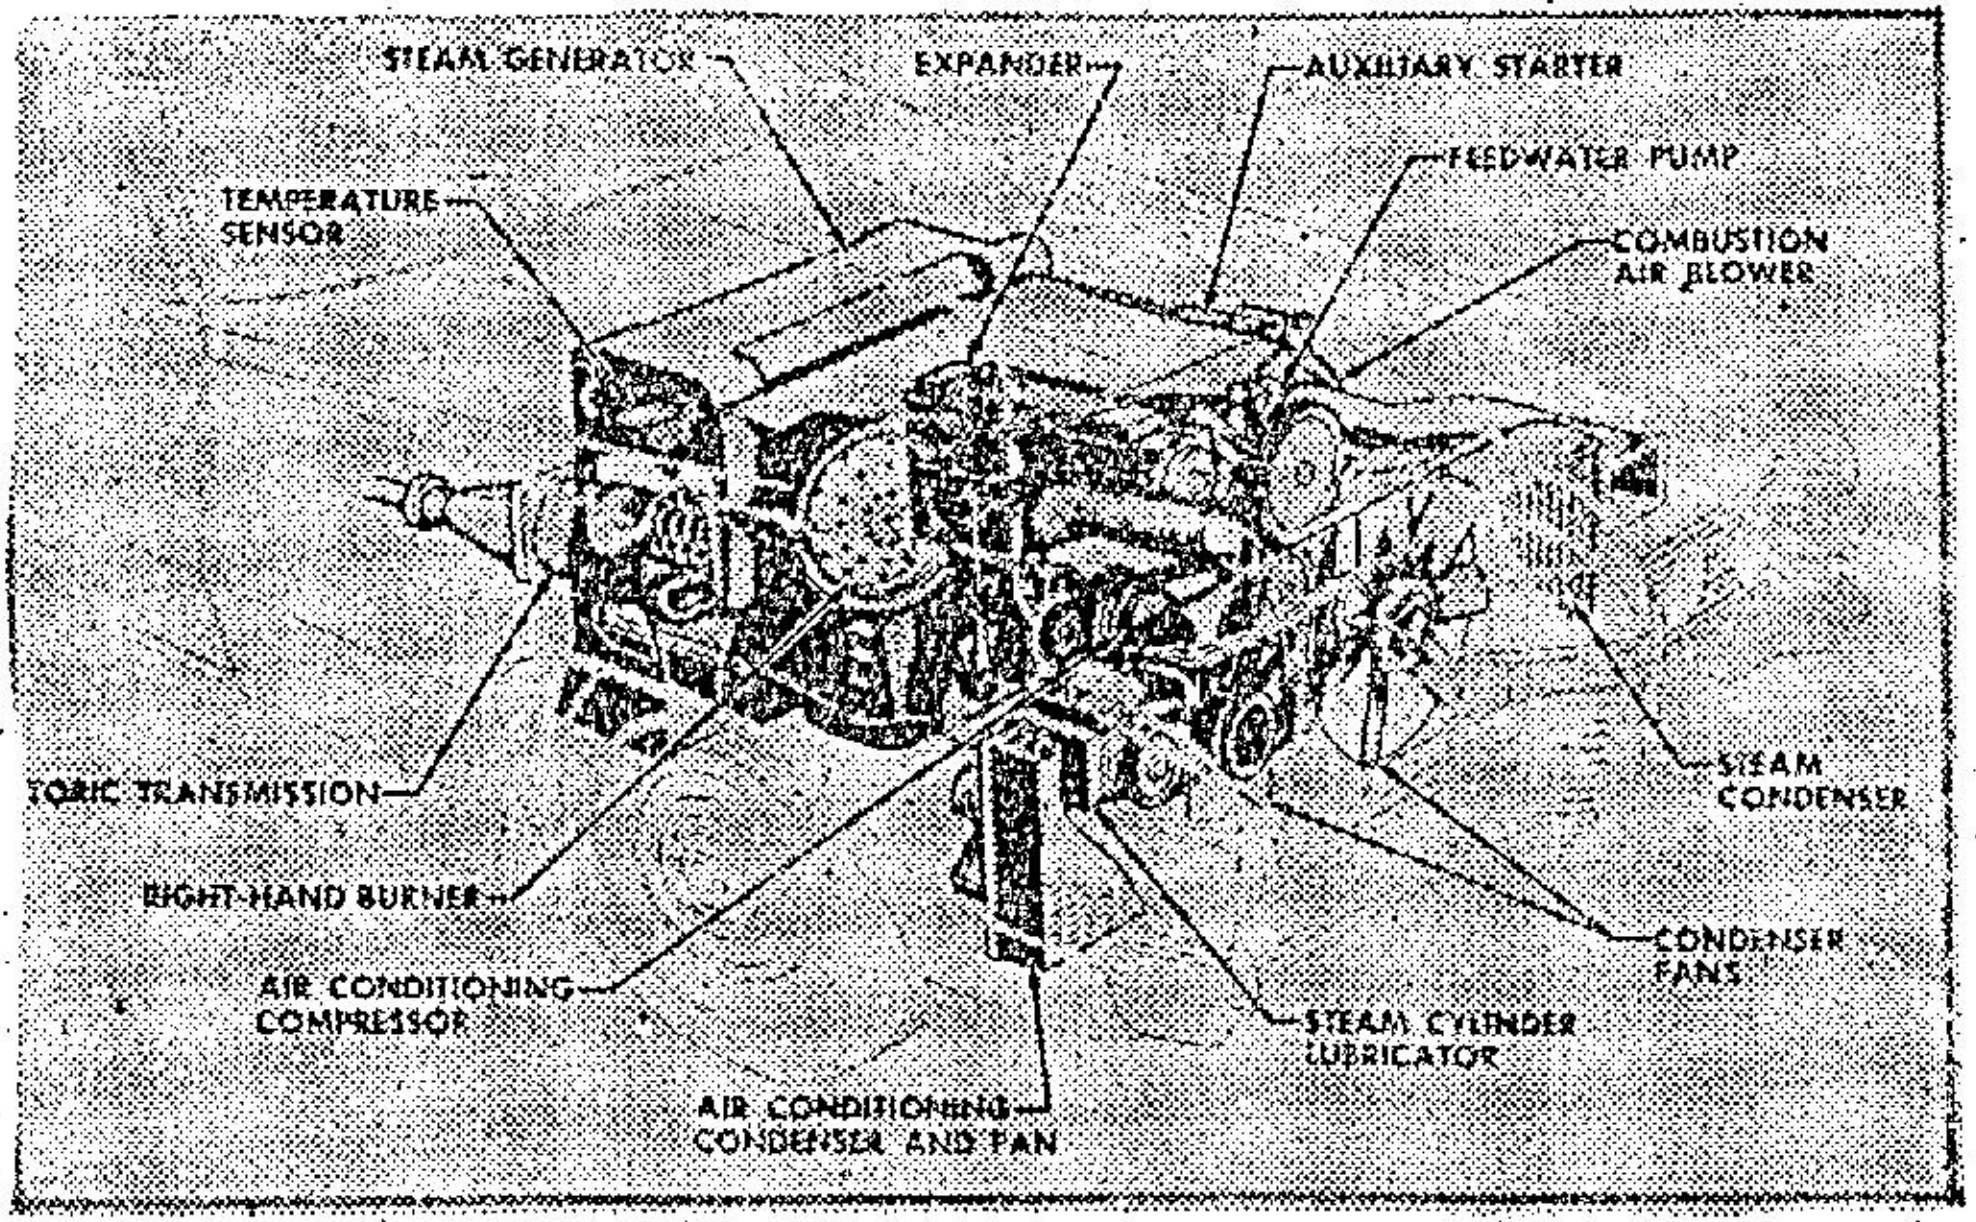 STEAM GENERATOR
EXPANDER
AUXILIARY STARTER
FEEDWATER PUMP
TEMPERATURE
SENSOR
COMBUSTION
AIR BLOWER
STEAM
CONDENSER
TORIC TRANSMISSION
RIGHT-HAND BURNER
CONDENSER
FANS
AIR CONDITIONING
COMPRESSOR
STEAM CYLINDER
LUBRICATOR
AIR CONDITIONING
CONDENSER AND FAN